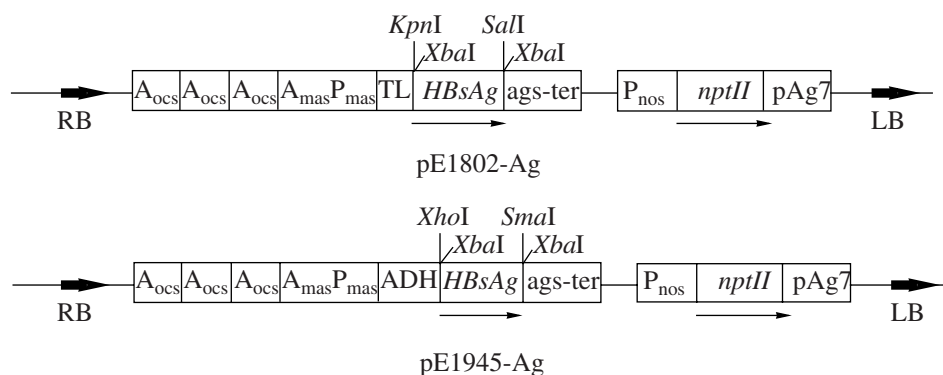 KpnI SalI
XbaI XbaI
Aocs Aocs Aocs AmasPmas TL HBsAg ags-ter Pnos nptII pAg7
RB LB
pE1802-Ag
XhoI SmaI
XbaI XbaI
Aocs Aocs Aocs AmasPmas ADH HBsAg ags-ter Pnos nptII pAg7
RB LB
pE1945-Ag